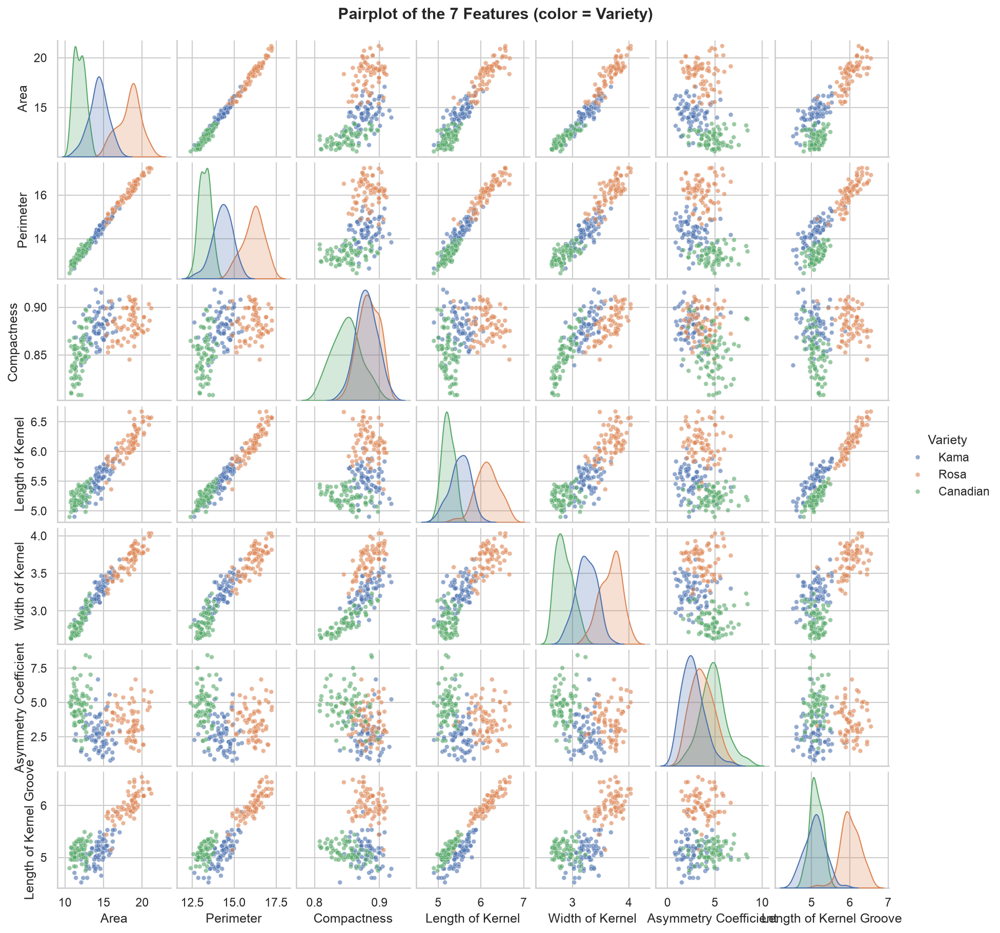 Pairplot of the 7 Features (color = Variety)
20
15
Area
16
14
Perimeter
0.90
0.85
Compactness
6.5
6.0
5.5
5.0
Length of Kernel
4.0
3.5
3.0
Width of Kernel
7.5
5.0
2.5
Asymmetry Coefficient
6
5
Length of Kernel Groove
Variety
Kama
Rosa
Canadian
10 15 20
12.5 15.0 17.5
0.8 0.9
5 6 7
3 4
0 5 10
5 6 7
Area
Perimeter
Compactness
Length of Kernel
Width of Kernel
Asymmetry Coefficient
Length of Kernel Groove